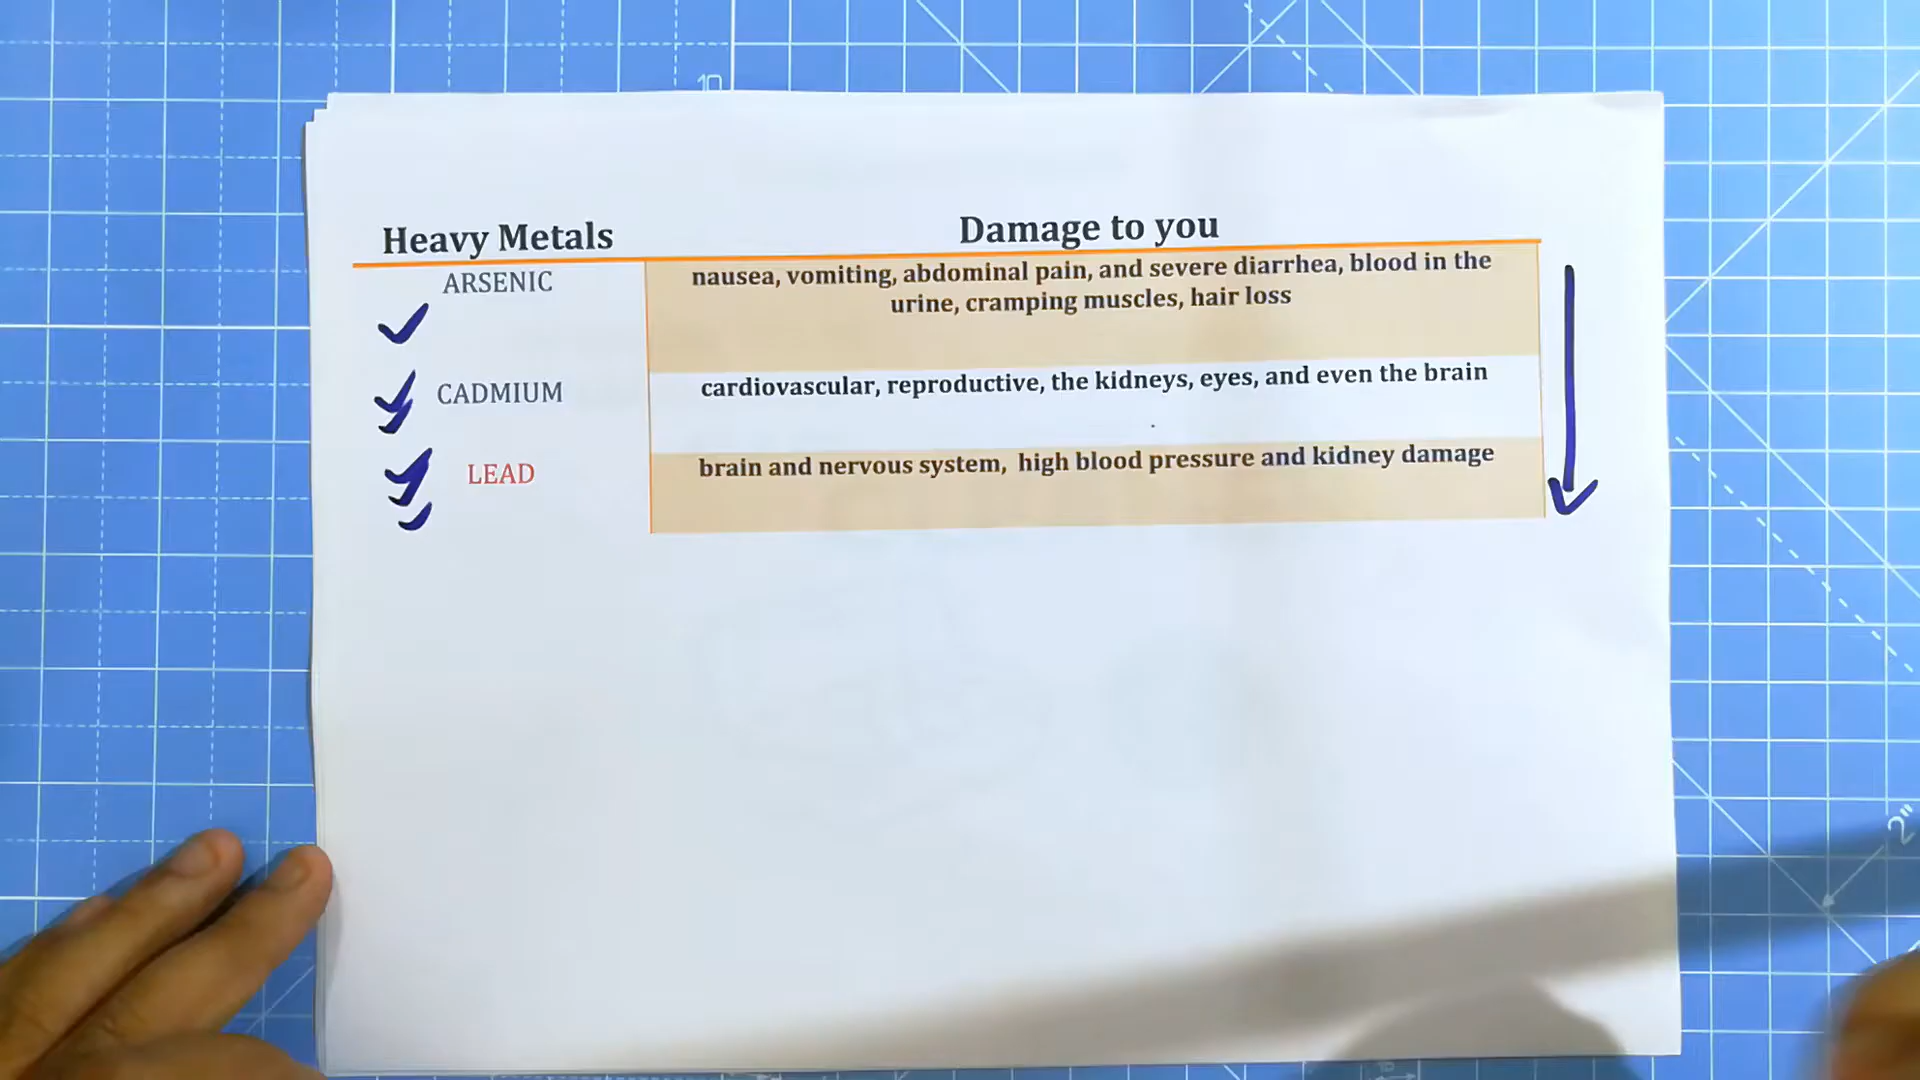 10
Heavy Metals
Damage to you
ARSENIC
nausea, vomiting, abdominal pain, and severe diarrhea, blood in the
urine, cramping muscles, hair loss
CADMIUM
cardiovascular, reproductive, the kidneys, eyes, and even the brain
LEAD
brain and nervous system, high blood pressure and kidney damage
2"